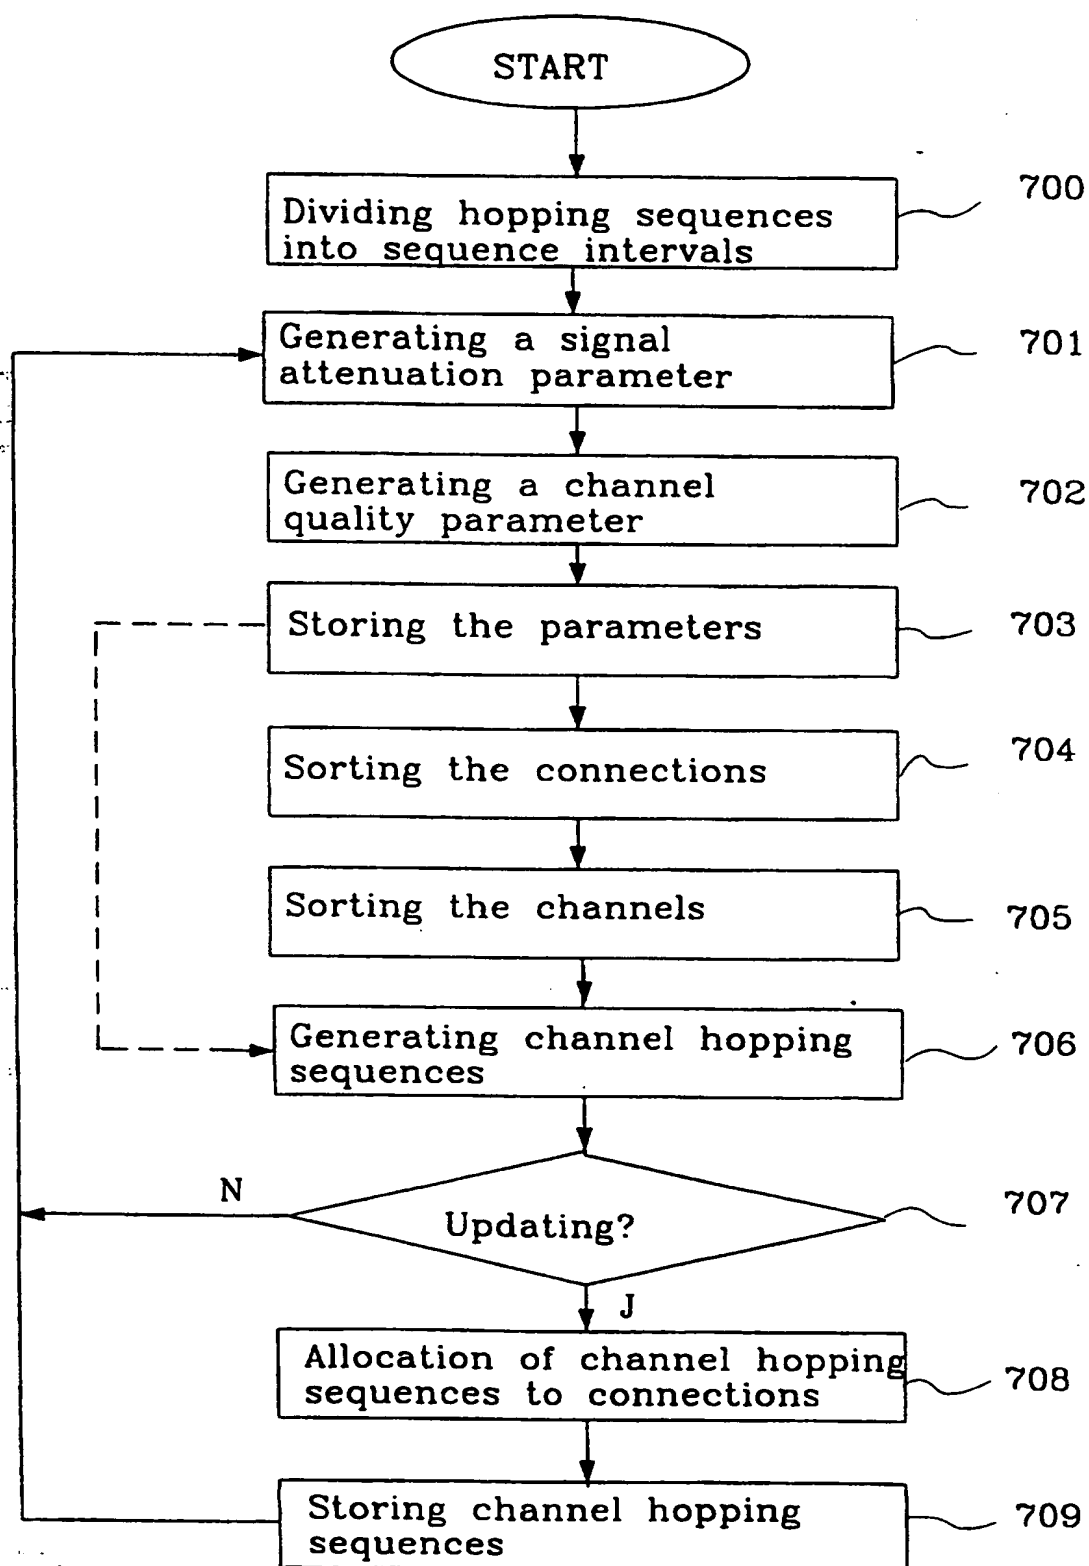 START
700
Dividing hopping sequences
into sequence intervals
701
Generating a signal
attenuation parameter
702
Generating a channel
quality parameter
703
Storing the parameters
704
Sorting the connections
705
Sorting the channels
706
Generating channel hopping
sequences
N
707
Updating?
J
708
Allocation of channel hopping
sequences to connections
709
Storing channel hopping
sequences